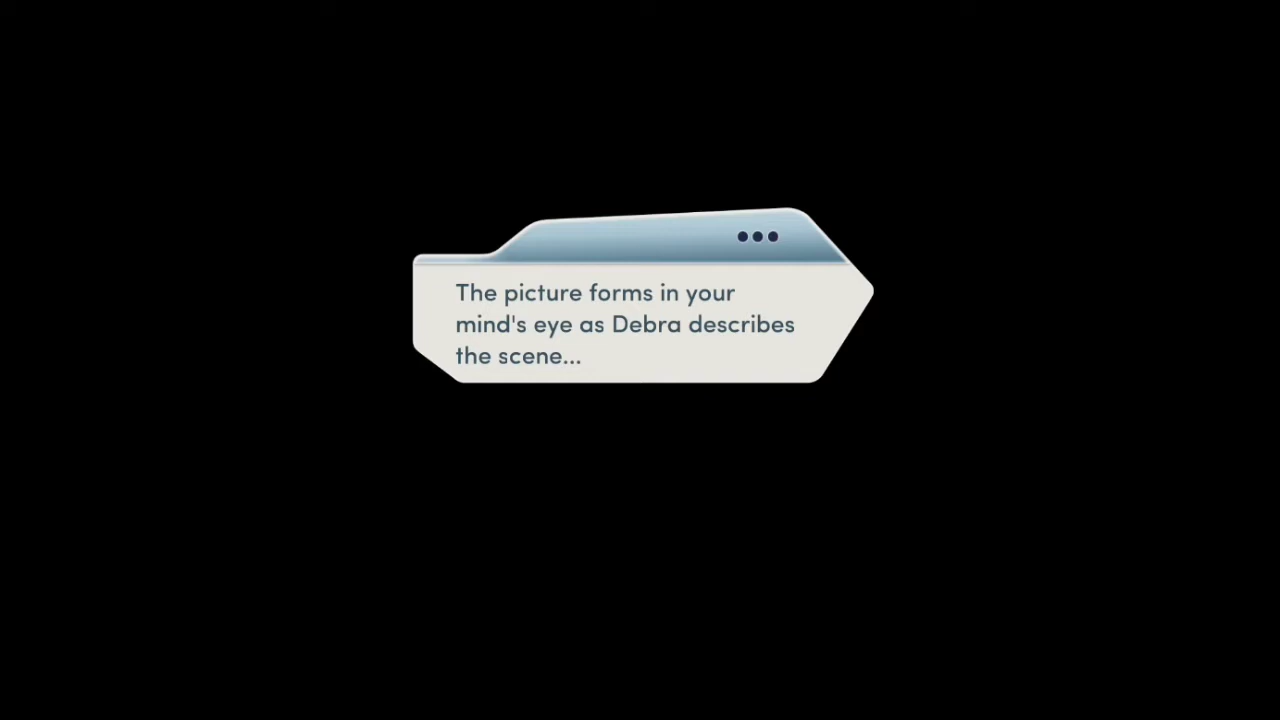 The picture forms in your
mind's eye as Debra describes
the scene...